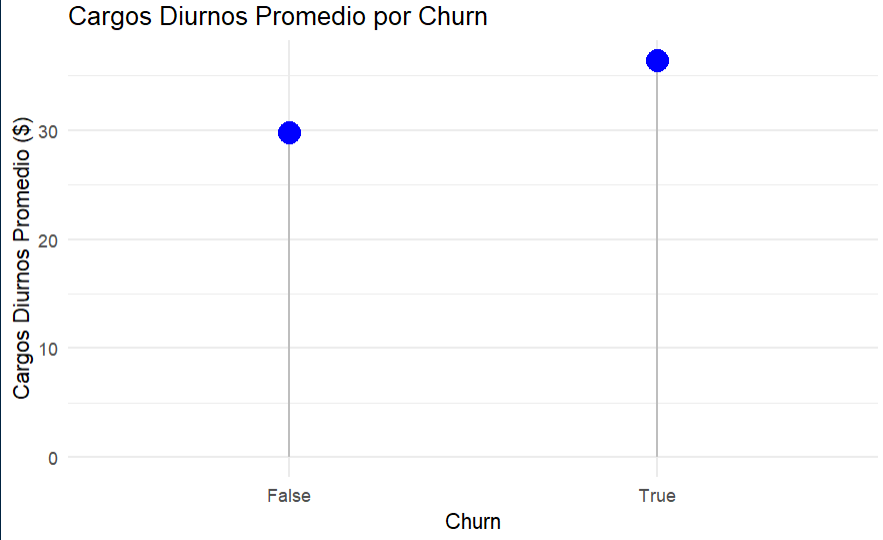 Cargos Diurnos Promedio por Churn
Cargos Diurnos Promedio ($)
30
20
10
0
False
True
Churn